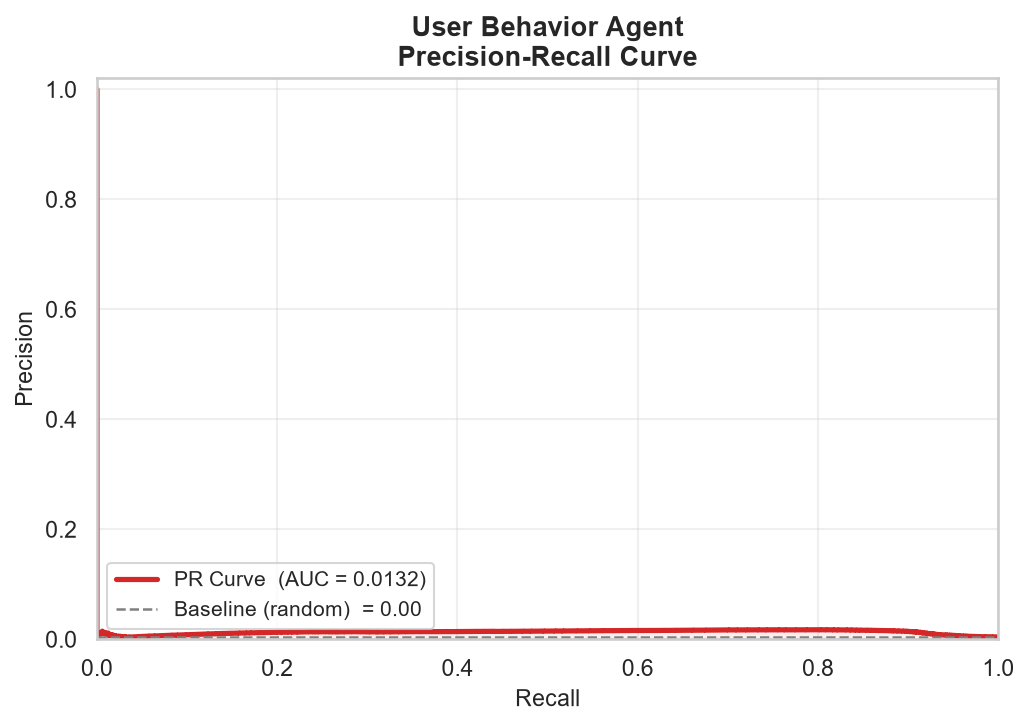 User Behavior Agent
Precision-Recall Curve
1.0
0.8
0.6
0.4
0.2
0.0
Precision
PR Curve (AUC = 0.0132)
Baseline (random) = 0.00
0.0 0.2 0.4 0.6 0.8 1.0
Recall